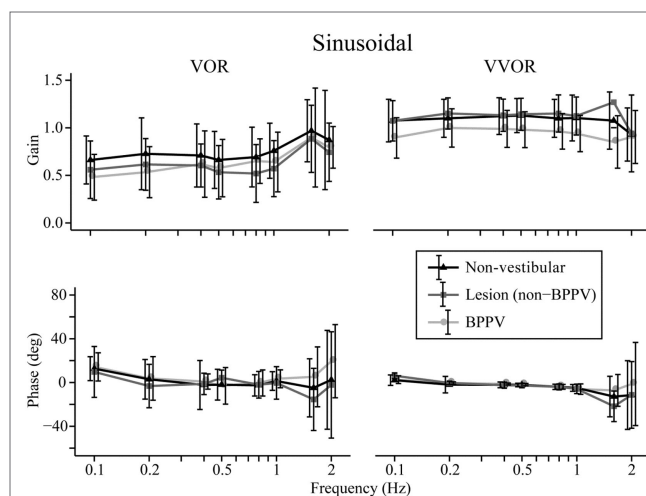 Sinusoidal
VOR VVOR
Gain
1.5
1.0
0.5
0.0
Non-vestibular
Lesion (non−BPPV)
BPPV
Phase (deg)
80
40
0
−40
0.1 0.2 0.5 1 2 0.1 0.2 0.5 1 2
Frequency (Hz)